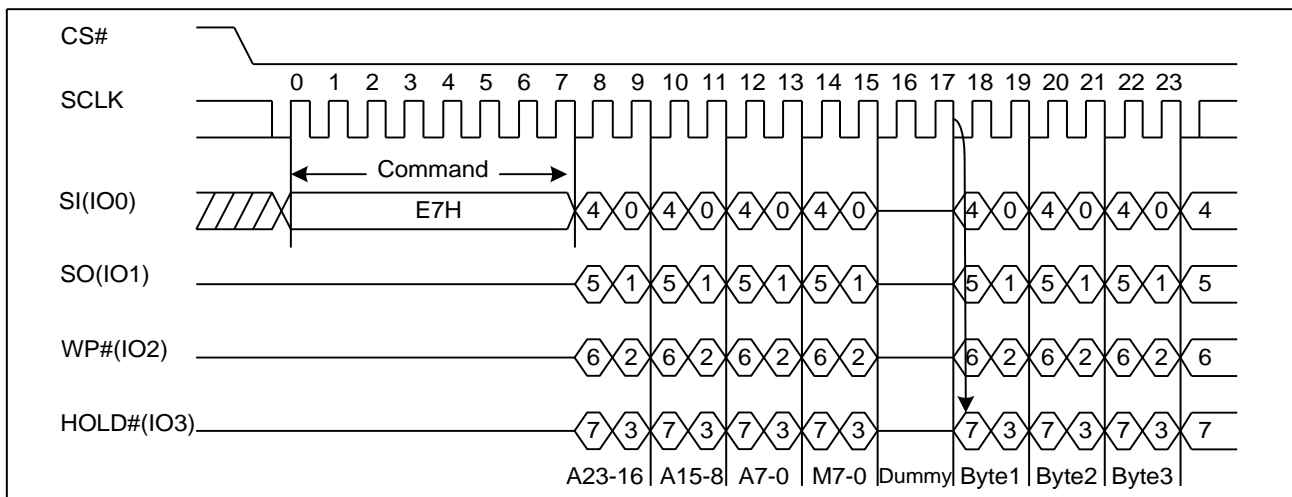 CS#
0 1 2 3 4 5 6 7 8 9 10 11 12 13 14 15 16 17 18 19 20 21 22 23
SCLK
Command
SI(IO0) E7H 4 0 4 0 4 0 4 0 4 0 4 0 4 0 4
SO(IO1) 5 1 5 1 5 1 5 1 5 1 5 1 5 1 5
WP#(IO2) 6 2 6 2 6 2 6 2 6 2 6 2 6 2 6
HOLD#(IO3) 7 3 7 3 7 3 7 3 7 3 7 3 7 3 7
A23-16 A15-8 A7-0 M7-0 Dummy Byte1 Byte2 Byte3